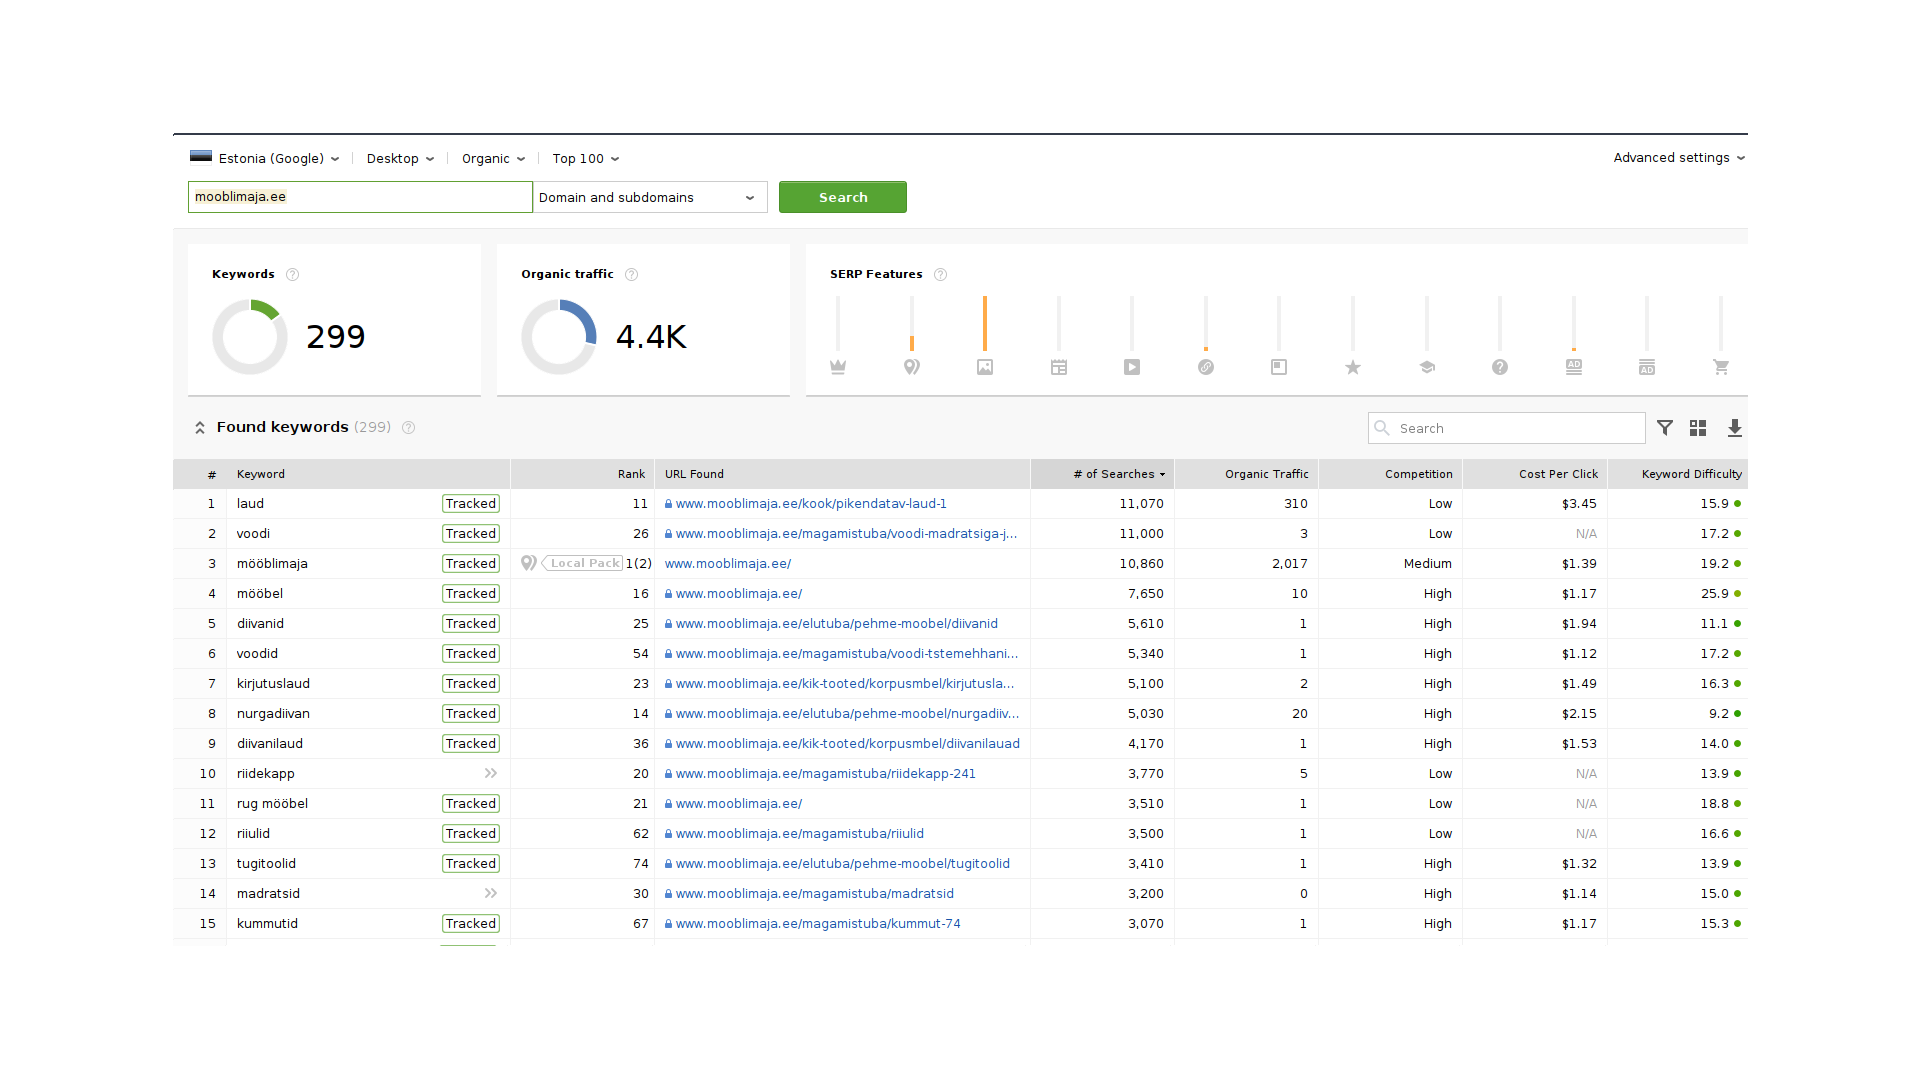 Estonia (Google) Desktop Organic Top 100 Advanced settings
mooblimaja.ee Domain and subdomains Search
Keywords ? Organic traffic ? SERP Features ?
299 4.4K
? AD AD
Found keywords (299) ? Search
# Keyword Rank URL Found # of Searches Organic Traffic Competition Cost Per Click Keyword Difficulty
1 laud Tracked 11 www.mooblimaja.ee/kook/pikendatav-laud-1 11,070 310 Low $3.45 15.9
2 voodi Tracked 26 www.mooblimaja.ee/magamistuba/voodi-madratsiga-j... 11,000 3 Low N/A 17.2
3 mööblimaja Tracked Local Pack 1(2) www.mooblimaja.ee/ 10,860 2,017 Medium $1.39 19.2
4 mööbel Tracked 16 www.mooblimaja.ee/ 7,650 10 High $1.17 25.9
5 diivanid Tracked 25 www.mooblimaja.ee/elutuba/pehme-moobel/diivanid 5,610 1 High $1.94 11.1
6 voodid Tracked 54 www.mooblimaja.ee/magamistuba/voodi-tstemehhani... 5,340 1 High $1.12 17.2
7 kirjutuslaud Tracked 23 www.mooblimaja.ee/kik-tooted/korpusmbel/kirjutusla... 5,100 2 High $1.49 16.3
8 nurgadiivan Tracked 14 www.mooblimaja.ee/elutuba/pehme-moobel/nurgadiiv... 5,030 20 High $2.15 9.2
9 diivanilaud Tracked 36 www.mooblimaja.ee/kik-tooted/korpusmbel/diivanilauad 4,170 1 High $1.53 14.0
10 riidekapp 20 www.mooblimaja.ee/magamistuba/riidekapp-241 3,770 5 Low N/A 13.9
11 rug mööbel Tracked 21 www.mooblimaja.ee/ 3,510 1 Low N/A 18.8
12 riiulid Tracked 62 www.mooblimaja.ee/magamistuba/riiulid 3,500 1 Low N/A 16.6
13 tugitoolid Tracked 74 www.mooblimaja.ee/elutuba/pehme-moobel/tugitoolid 3,410 1 High $1.32 13.9
14 madratsid 30 www.mooblimaja.ee/magamistuba/madratsid 3,200 0 High $1.14 15.0
15 kummutid Tracked 67 www.mooblimaja.ee/magamistuba/kummut-74 3,070 1 High $1.17 15.3